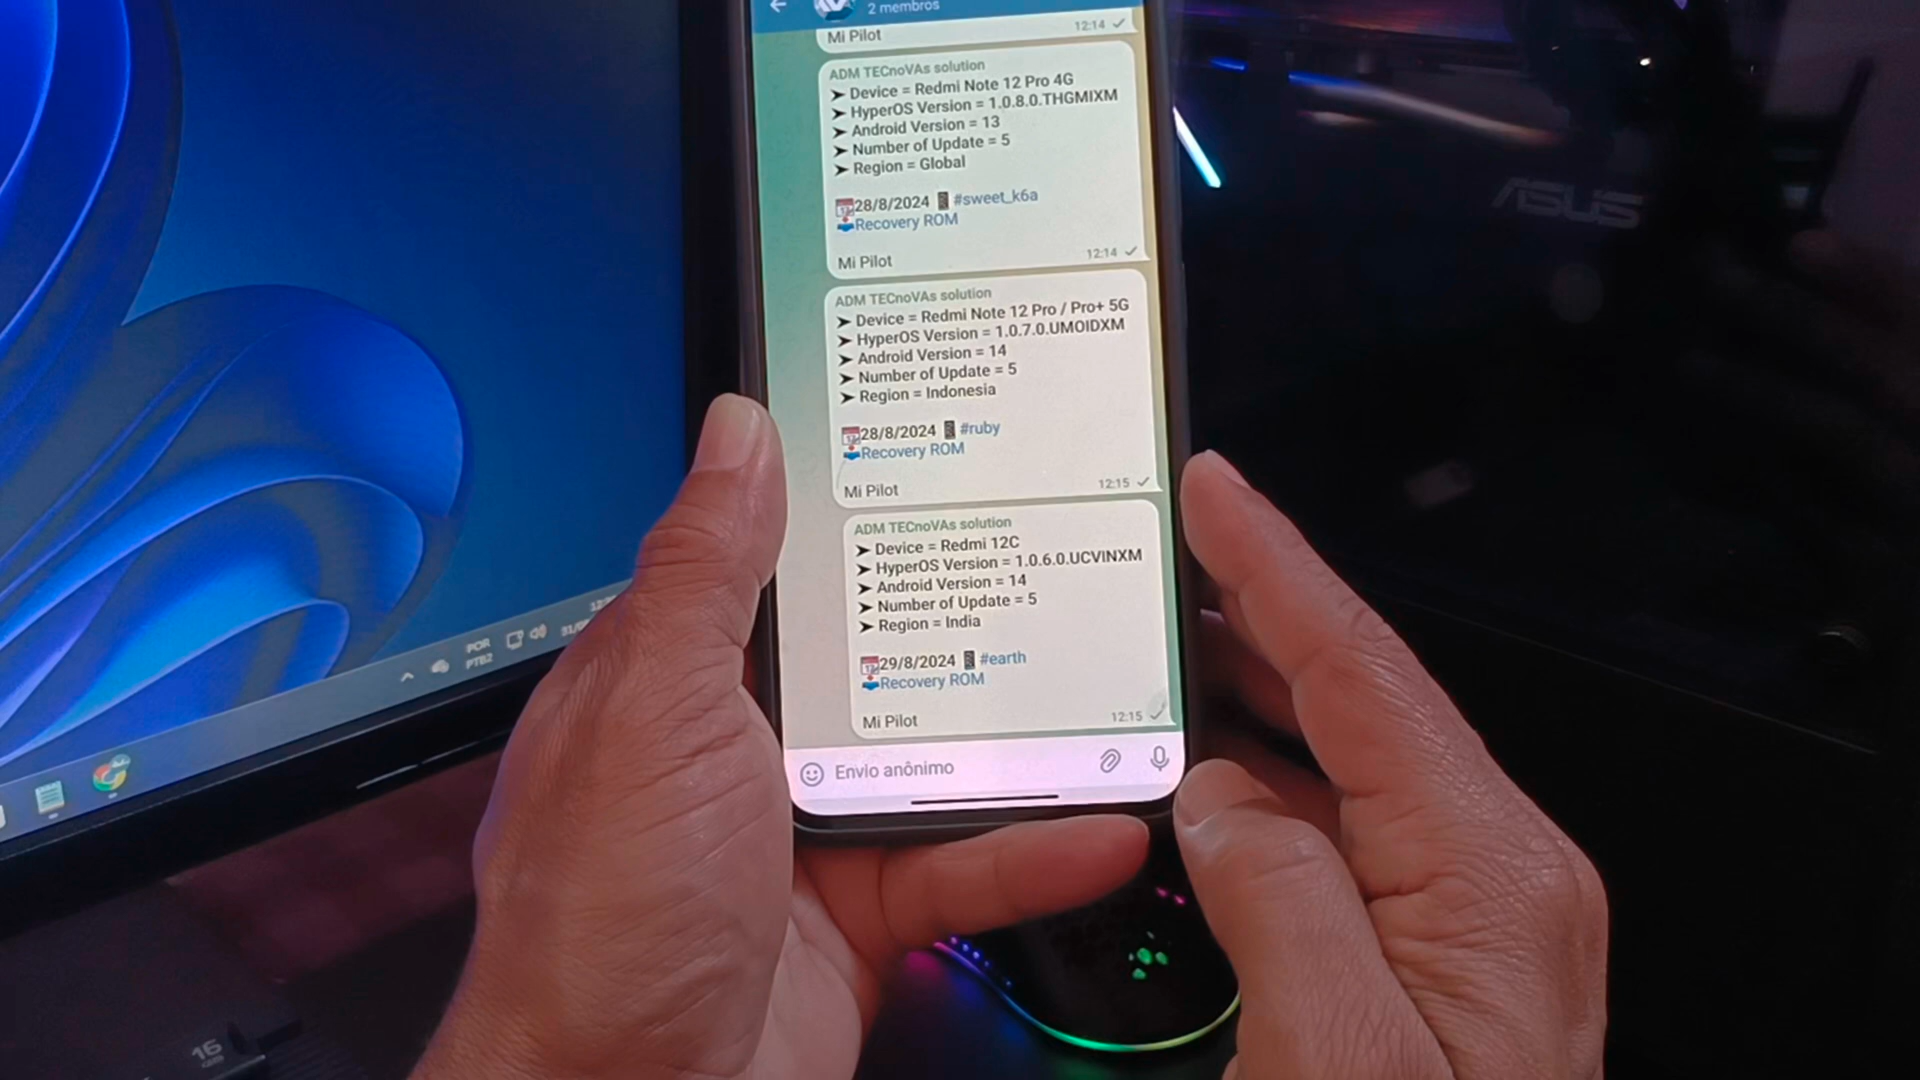 2 membros
Mi Pilot
12:14
ADM TECnoVAs solution
➤ Device = Redmi Note 12 Pro 4G
➤ HyperOS Version = 1.0.8.0.THGMIXM
➤ Android Version = 13
➤ Number of Update = 5
➤ Region = Global
28/8/2024 #sweet_k6a
Recovery ROM
Mi Pilot
12:14
ADM TECnoVAs solution
➤ Device = Redmi Note 12 Pro / Pro+ 5G
➤ HyperOS Version = 1.0.7.0.UMOIDXM
➤ Android Version = 14
➤ Number of Update = 5
➤ Region = Indonesia
28/8/2024 #ruby
Recovery ROM
Mi Pilot
12:15
ADM TECnoVAs solution
➤ Device = Redmi 12C
➤ HyperOS Version = 1.0.6.0.UCVINXM
➤ Android Version = 14
➤ Number of Update = 5
➤ Region = India
29/8/2024 #earth
Recovery ROM
Mi Pilot
12:15
Envio anônimo
ASUS
POR
PTB2
16